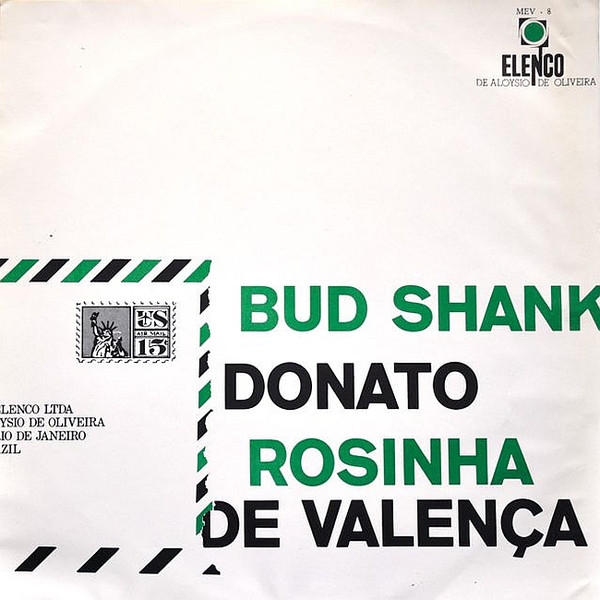 MEV - 8
ELENCO
DE ALOYSIO DE OLIVEIRA
BUD SHANK
US
AIR MAIL
15¢
DONATO
ELENCO LTDA
YSIO DE OLIVEIRA
IO DE JANEIRO
ZIL
ROSINHA
DE VALENÇA